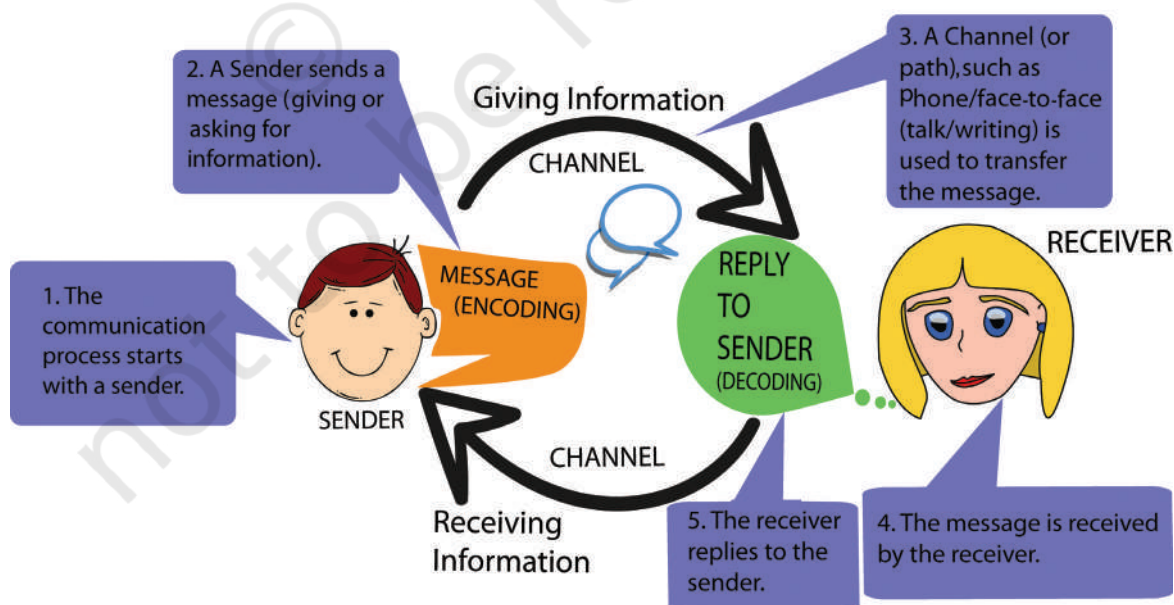 2. A Sender sends a
message (giving or
asking for
information).
3. A Channel (or
path),such as
Phone/face-to-face
(talk/writing) is
used to transfer
the message.
Giving Information
CHANNEL
RECEIVER
MESSAGE
(ENCODING)
REPLY
TO
SENDER
(DECODING)
1. The
communication
process starts
with a sender.
SENDER
CHANNEL
Receiving
Information
5. The receiver
replies to the
sender.
4. The message is received
by the receiver.
©
not to be r